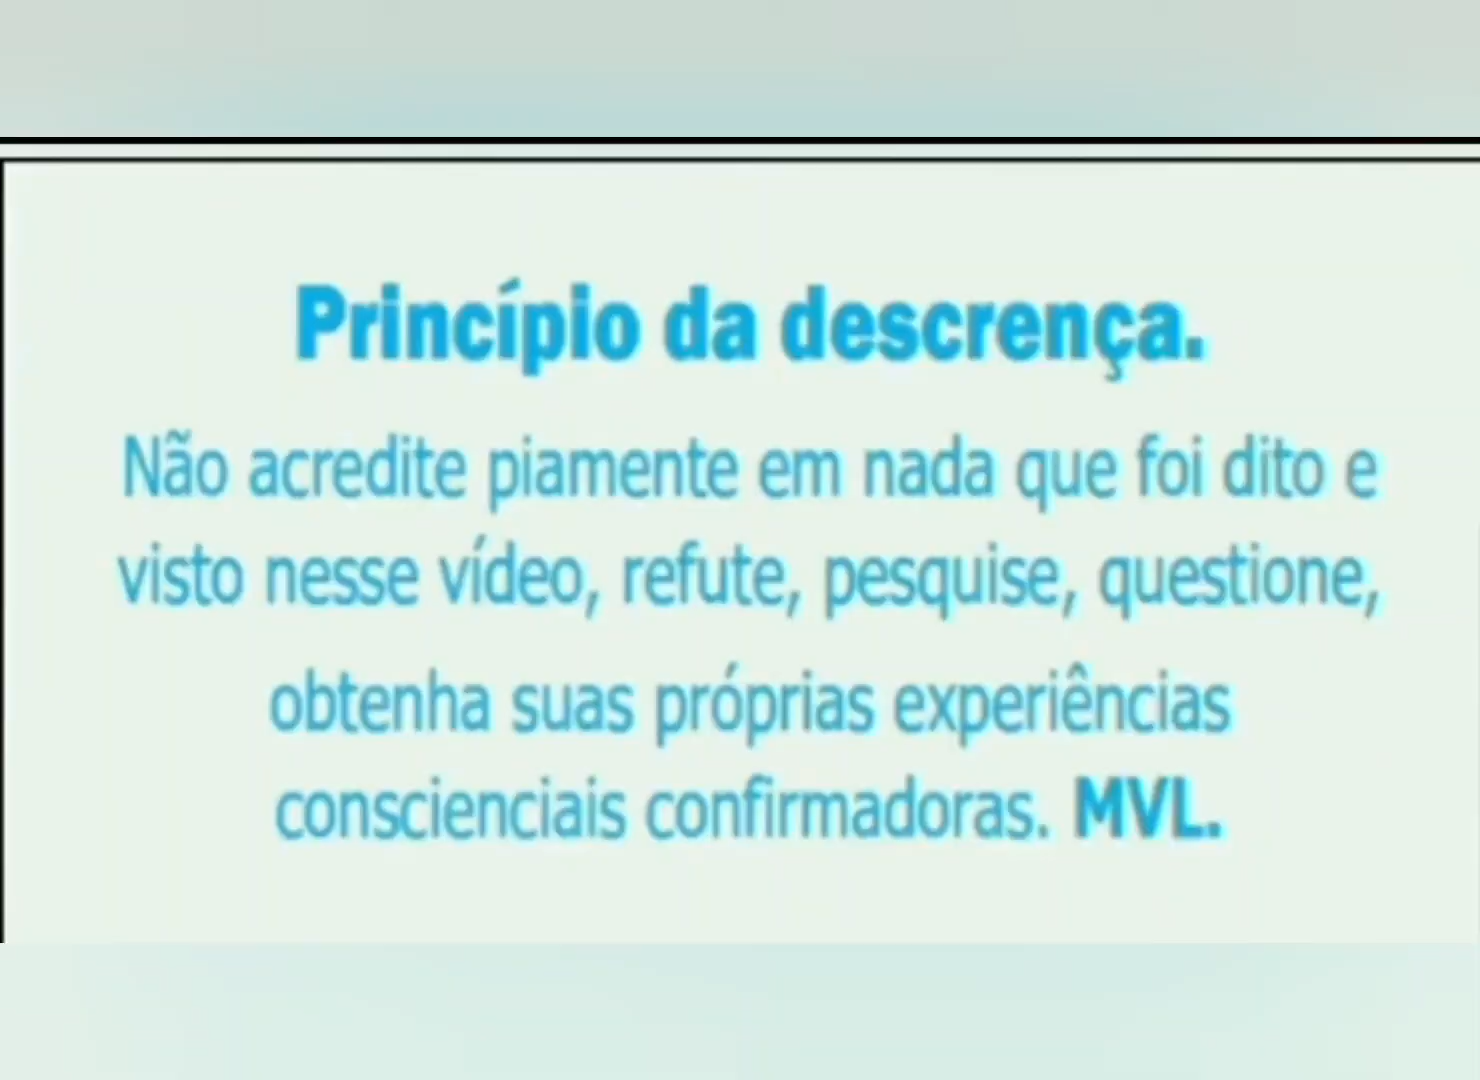 Princípio da descrença.
Não acredite piamente em nada que foi dito e
visto nesse vídeo, refute, pesquise, questione,
obtenha suas próprias experiências
conscienciais confirmadoras. MVL.